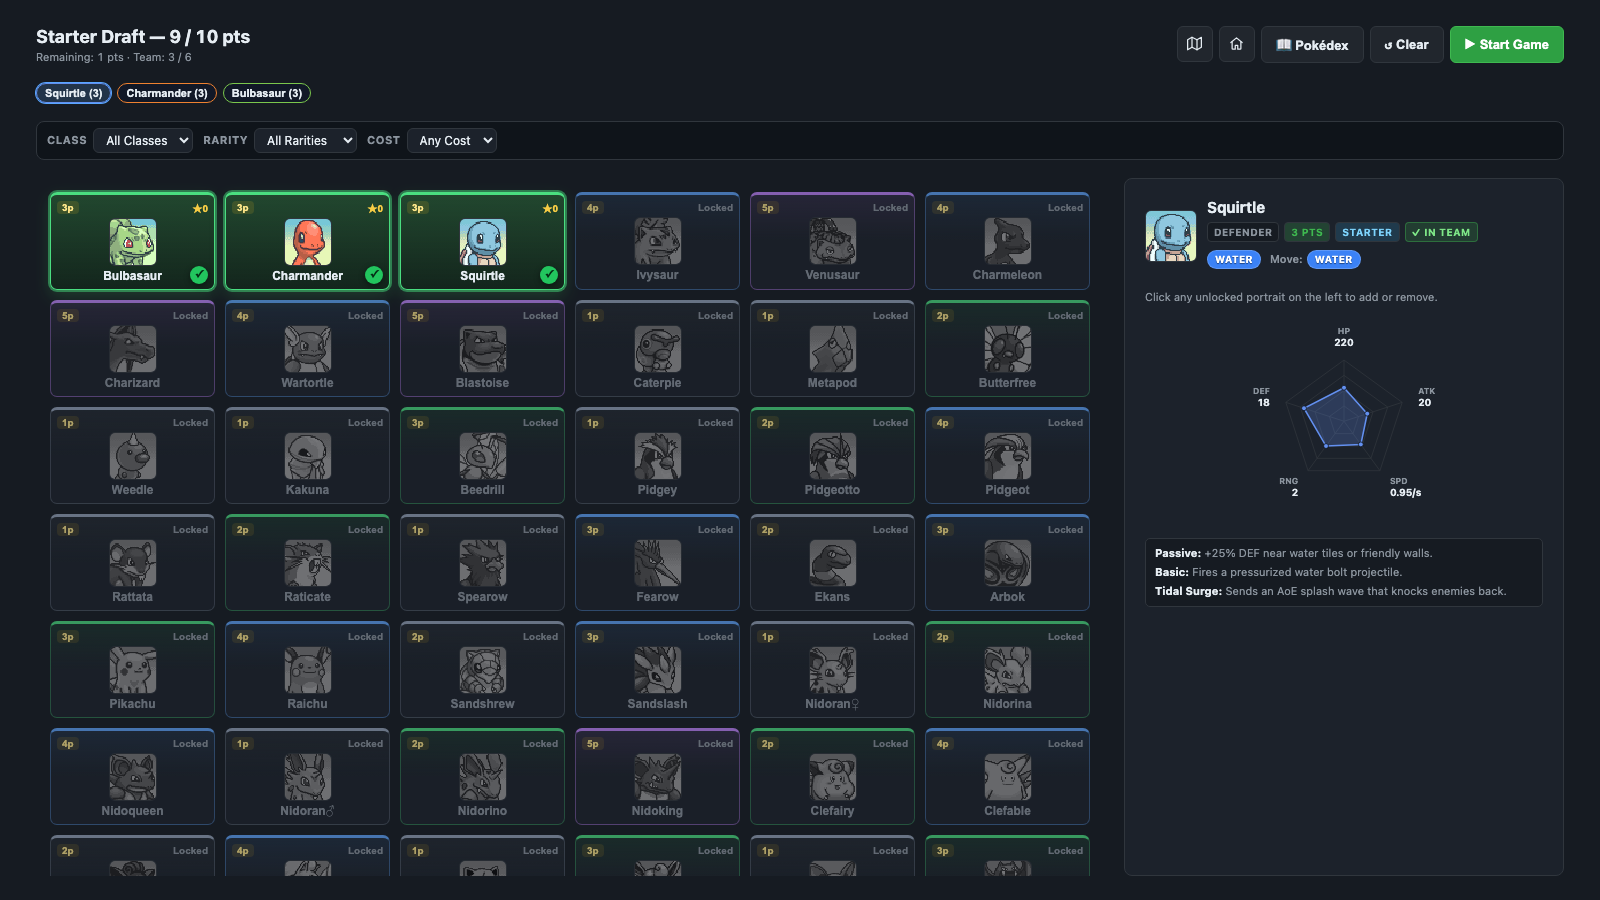 Starter Draft — 9 / 10 pts
Remaining: 1 pts · Team: 3 / 6
Pokédex
Clear
Start Game
Squirtle (3) Charmander (3) Bulbasaur (3)
CLASS All Classes RARITY All Rarities COST Any Cost
3p ★0 3p ★0 3p ★0 4p Locked 5p Locked 4p Locked
Bulbasaur Charmander Squirtle Ivysaur Venusaur Charmeleon
5p Locked 4p Locked 5p Locked 1p Locked 1p Locked 2p Locked
Charizard Wartortle Blastoise Caterpie Metapod Butterfree
1p Locked 1p Locked 3p Locked 1p Locked 2p Locked 4p Locked
Weedle Kakuna Beedrill Pidgey Pidgeotto Pidgeot
1p Locked 2p Locked 1p Locked 3p Locked 2p Locked 3p Locked
Rattata Raticate Spearow Fearow Ekans Arbok
3p Locked 4p Locked 2p Locked 3p Locked 1p Locked 2p Locked
Pikachu Raichu Sandshrew Sandslash Nidoran♀ Nidorina
4p Locked 1p Locked 2p Locked 5p Locked 2p Locked 4p Locked
Nidoqueen Nidoran♂ Nidorino Nidoking Clefairy Clefable
2p Locked 4p Locked 1p Locked 3p Locked 1p Locked 3p Locked
Squirtle
DEFENDER 3 PTS STARTER ✓ IN TEAM
WATER Move: WATER
Click any unlocked portrait on the left to add or remove.
HP
220
DEF
18
ATK
20
RNG
2
SPD
0.95/s
Passive: +25% DEF near water tiles or friendly walls.
Basic: Fires a pressurized water bolt projectile.
Tidal Surge: Sends an AoE splash wave that knocks enemies back.